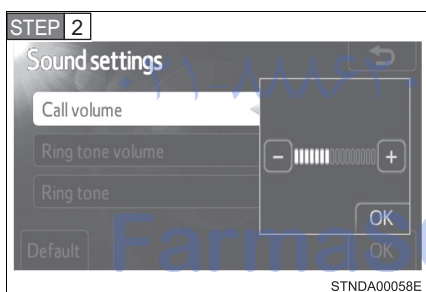 STEP 2
Sound settings
Call volume
Ring tone volume
Ring tone
- +
OK
Default
OK
STNDA00058E